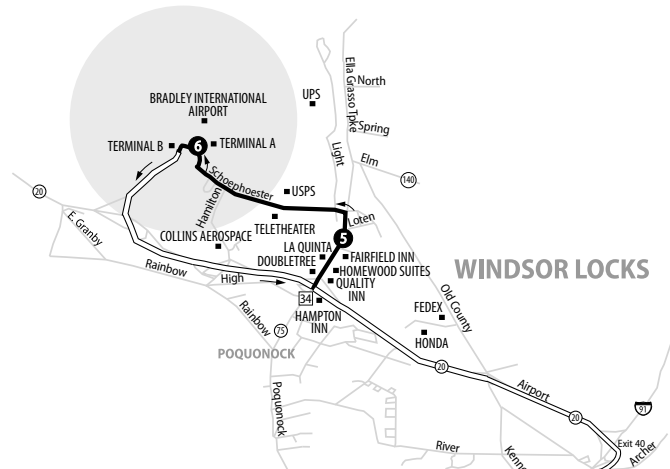 Ella Grasso Tpke
North
UPS
BRADLEY INTERNATIONAL
AIRPORT
Spring
Light
TERMINAL B
6
TERMINAL A
Elm
140
Schoephoester
20
USPS
Hamilton
Loten
E. Granby
TELETHEATER
5
COLLINS AEROSPACE
LA QUINTA
FAIRFIELD INN
DOUBLETREE
HOMEWOOD SUITES
WINDSOR LOCKS
Rainbow
High
QUALITY
INN
34
Old County
Rainbow
HAMPTON
INN
FEDEX
75
HONDA
POQUONOCK
20
Airport
Poquonock
91
20
River
Exit 40
Kenne
Archer